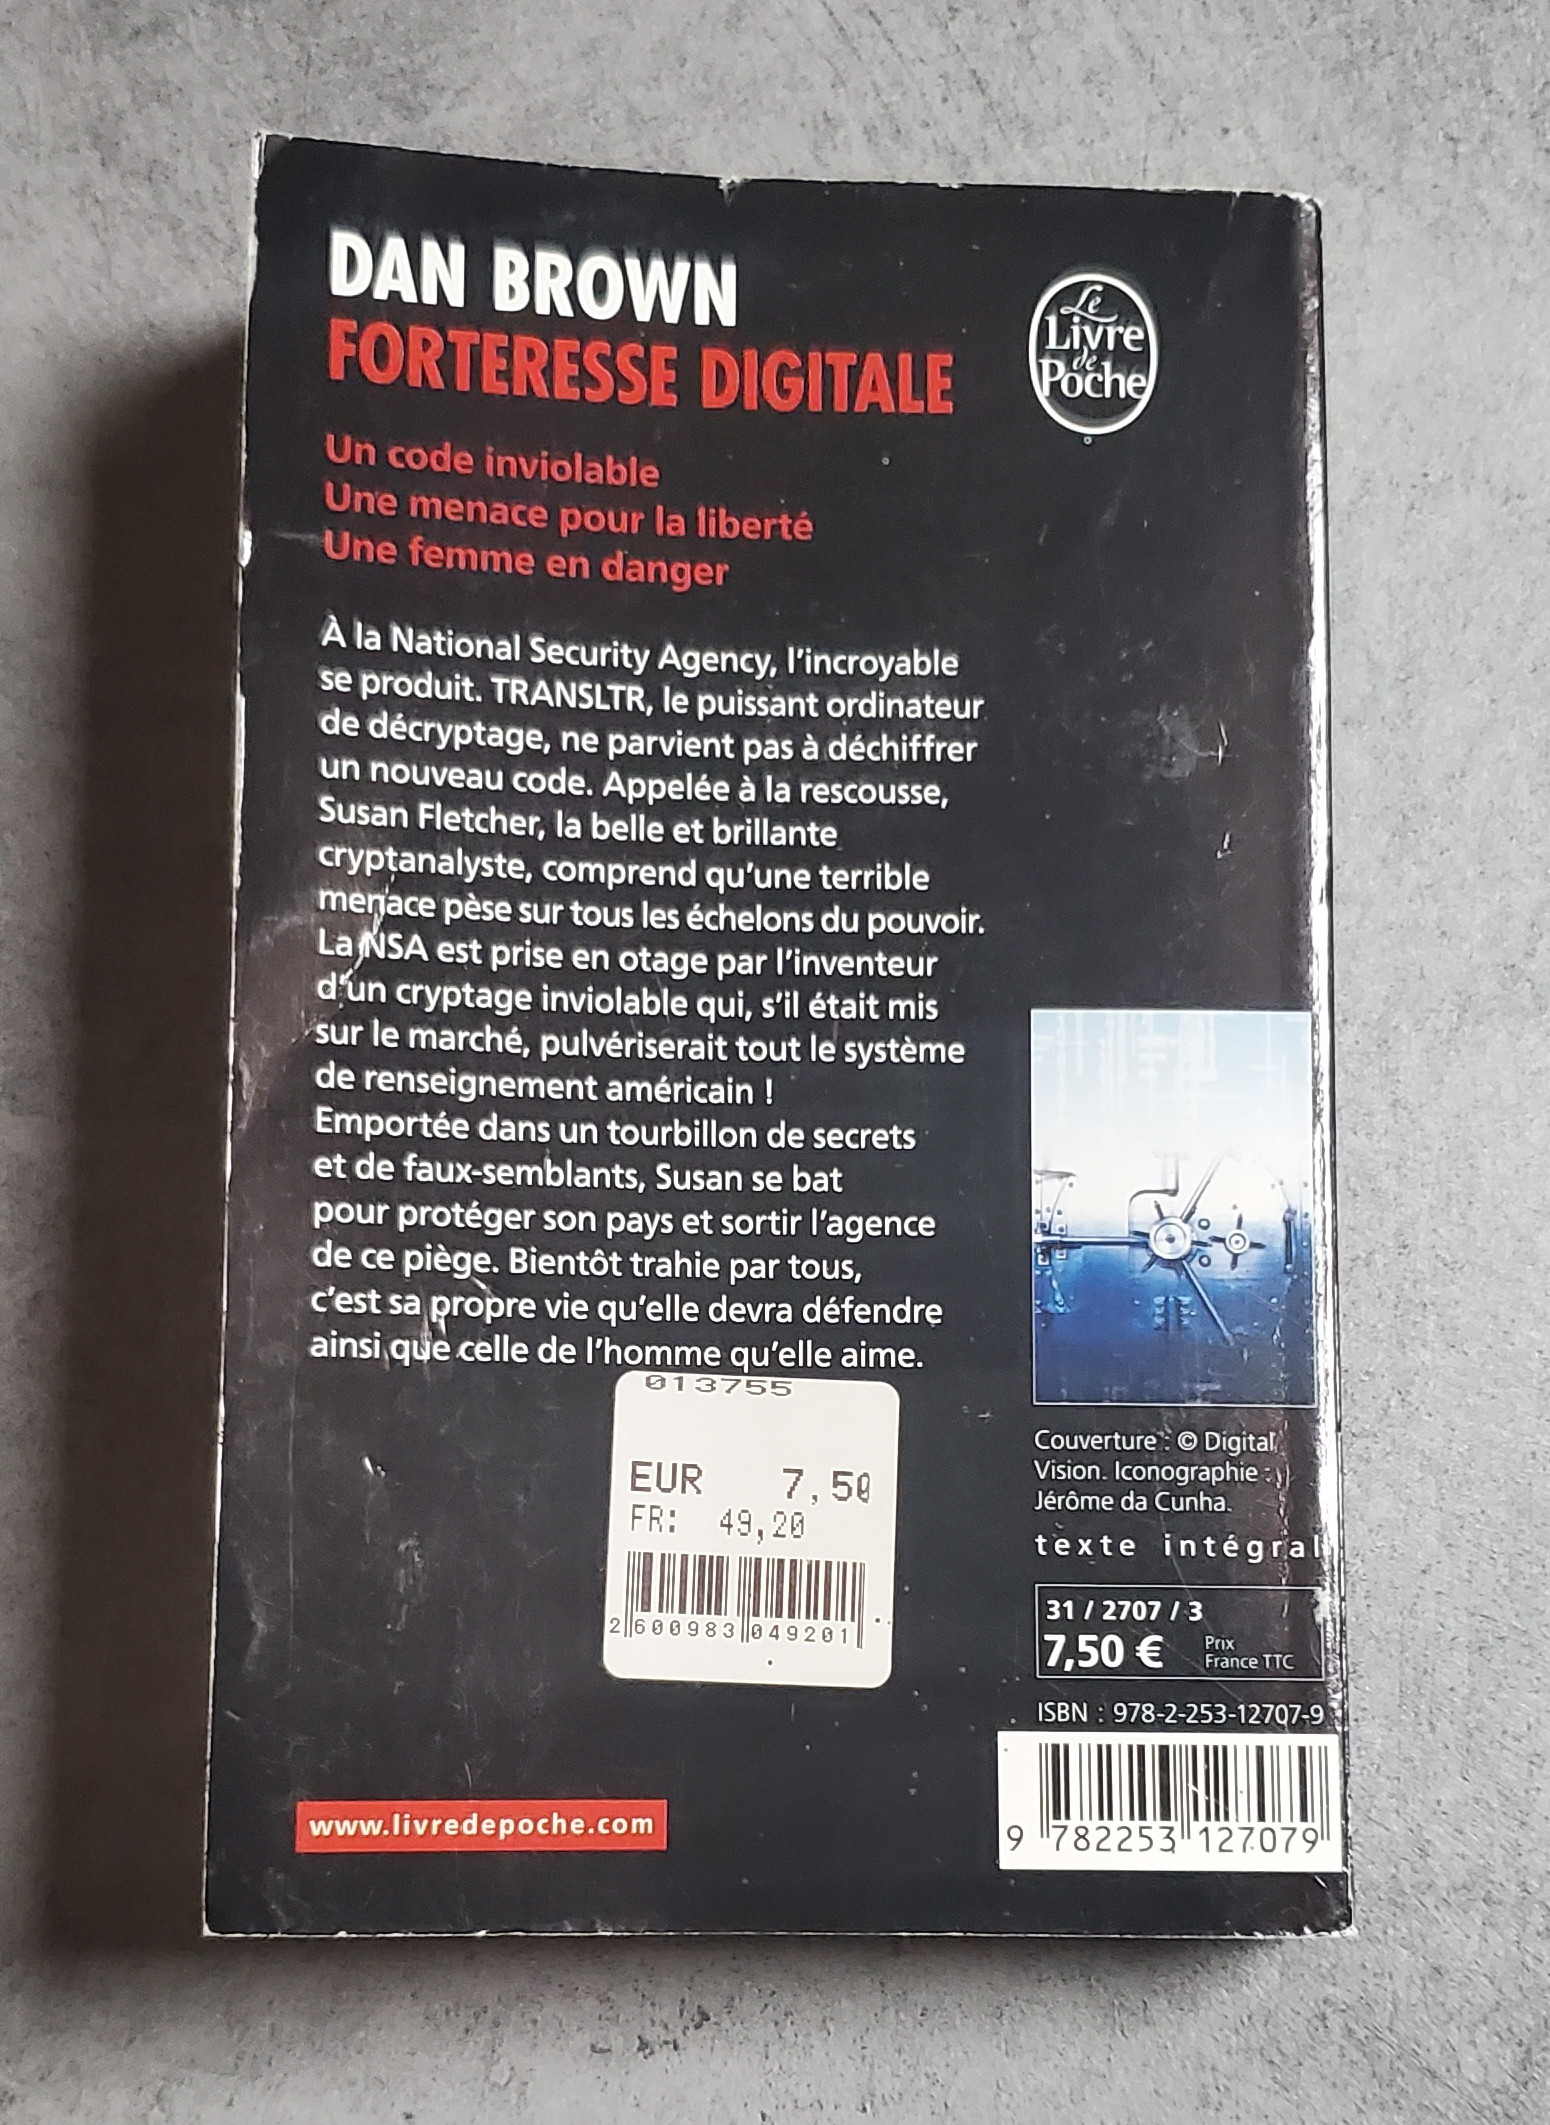 DAN BROWN
FORTERESSE DIGITALE
Le
Livre
de
Poche
Un code inviolable
Une menace pour la liberté
Une femme en danger
À la National Security Agency, l'incroyable
se produit. TRANSLTR, le puissant ordinateur
de décryptage, ne parvient pas à déchiffrer
un nouveau code. Appelée à la rescousse,
Susan Fletcher, la belle et brillante
cryptanalyste, comprend qu'une terrible
menace pèse sur tous les échelons du pouvoir.
La NSA est prise en otage par l'inventeur
d'un cryptage inviolable qui, s'il était mis
sur le marché, pulvériserait tout le système
de renseignement américain !
Emportée dans un tourbillon de secrets
et de faux-semblants, Susan se bat
pour protéger son pays et sortir l'agence
de ce piège. Bientôt trahie par tous,
c'est sa propre vie qu'elle devra défendre
ainsi que celle de l'homme qu'elle aime.
013755
EUR 7,50
FR: 49,20
2 600983 049201
Couverture : © Digital
Vision. Iconographie :
Jérôme da Cunha.
texte intégral
31 / 2707 / 3
7,50 € Prix
France TTC
ISBN : 978-2-253-12707-9
9 782253 127079
www.livredepoche.com